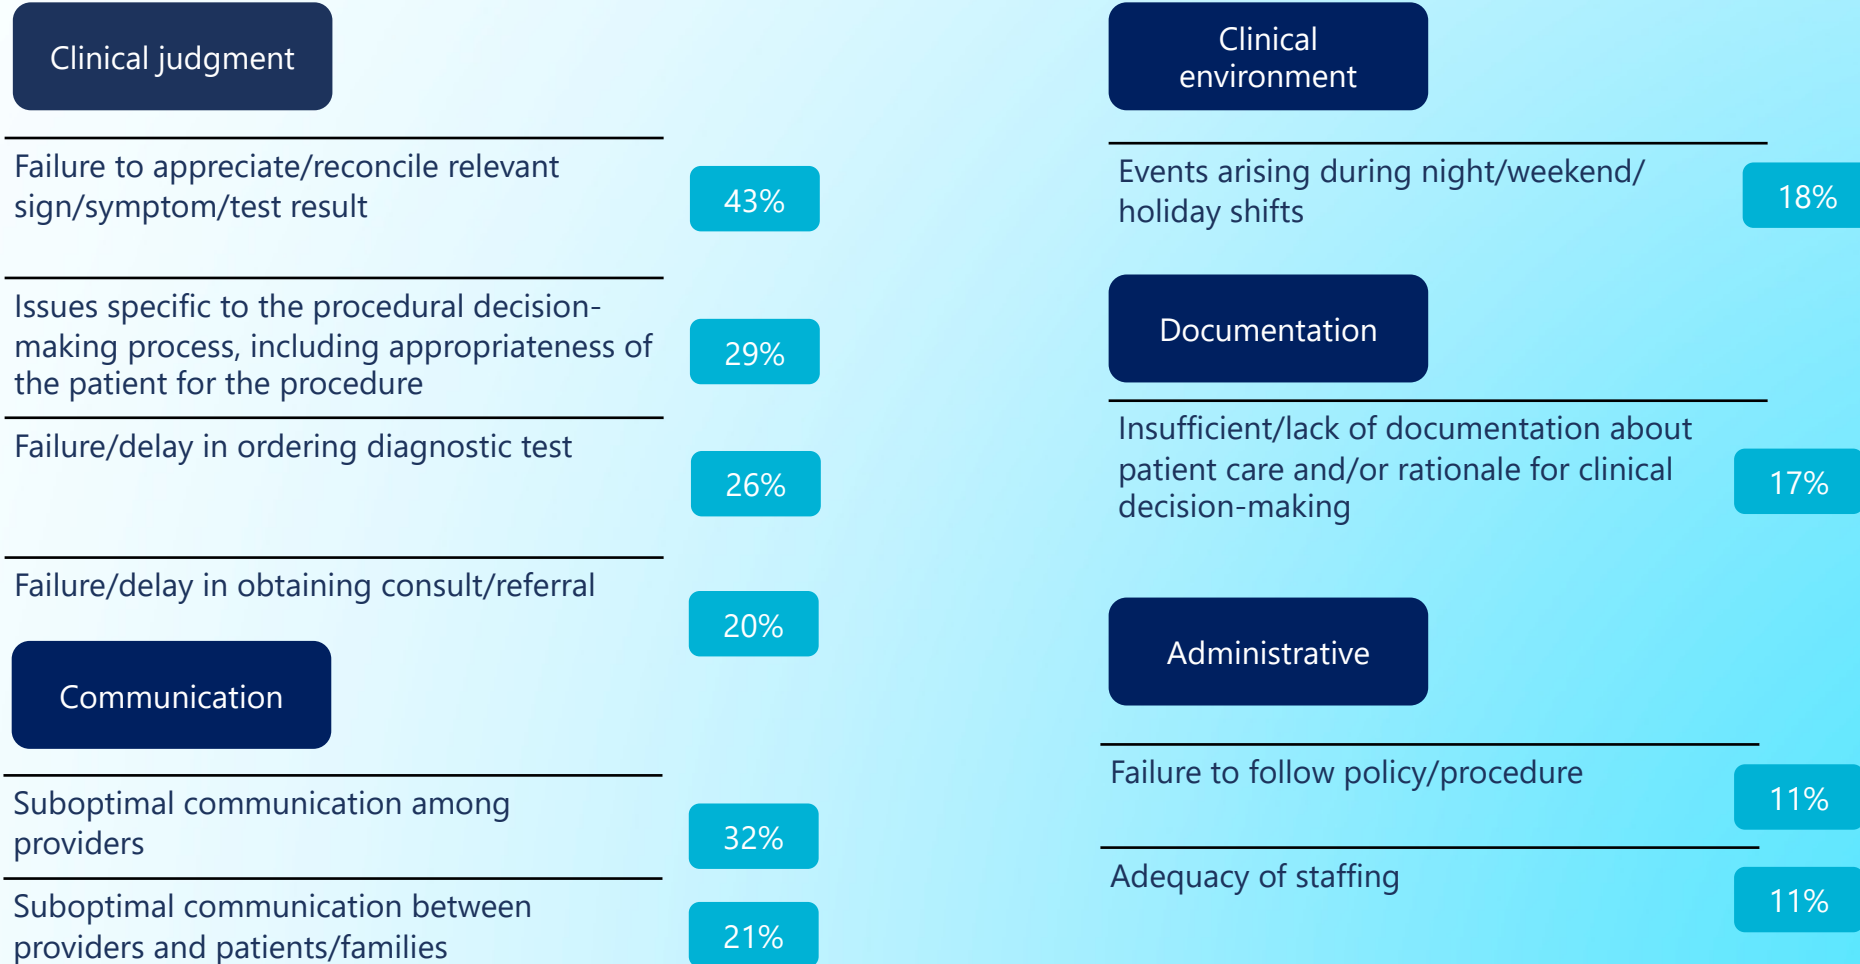 Clinical judgment
Failure to appreciate/reconcile relevant
sign/symptom/test result
43%
Issues specific to the procedural decision-
making process, including appropriateness of
the patient for the procedure
29%
Failure/delay in ordering diagnostic test
26%
Failure/delay in obtaining consult/referral
20%
Communication
Suboptimal communication among
providers
32%
Suboptimal communication between
providers and patients/families
21%
Clinical
environment
Events arising during night/weekend/
holiday shifts
18%
Documentation
Insufficient/lack of documentation about
patient care and/or rationale for clinical
decision-making
17%
Administrative
Failure to follow policy/procedure
11%
Adequacy of staffing
11%